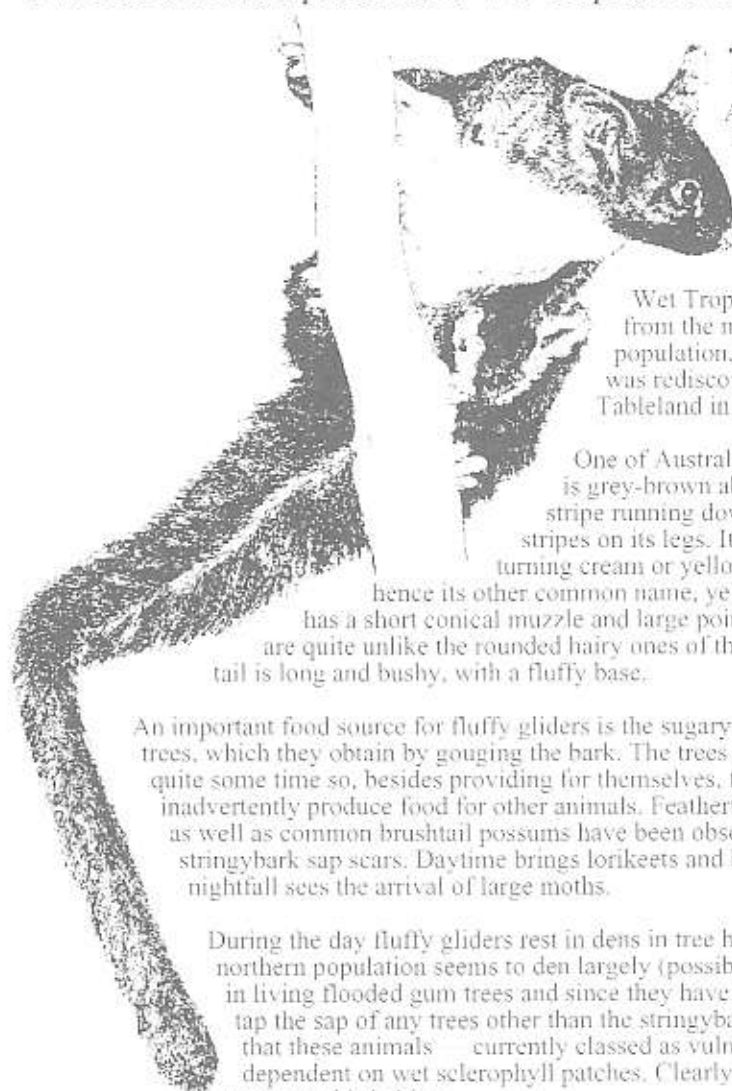 Wet Trop
from the
population.
was redisco
Tableland in
One of Austral
is grey-brown
stripe running
stripes on its legs.
turning cream or yello
hence its other common name, ye
has a short conical muzzle and large poin
are quite unlike the rounded hairy ones of
tail is long and bushy, with a fluffy base.
An important food source for fluffy gliders is the sugary
trees, which they obtain by gouging the bark. The trees
quite some time so, besides providing for themselves,
inadvertently produce food for other animals. Feather
as well as common brushtail possums have been obse
stringybark sap scars. Daytime brings lorikeets and
nightfall sees the arrival of large moths.
During the day fluffy gliders rest in dens in tree
northern population seems to den largely (possib
in living flooded gum trees and since they have
tap the sap of any trees other than the stringyba
that these animals currently classed as vuln
dependent on wet sclerophyll patches. Clearly